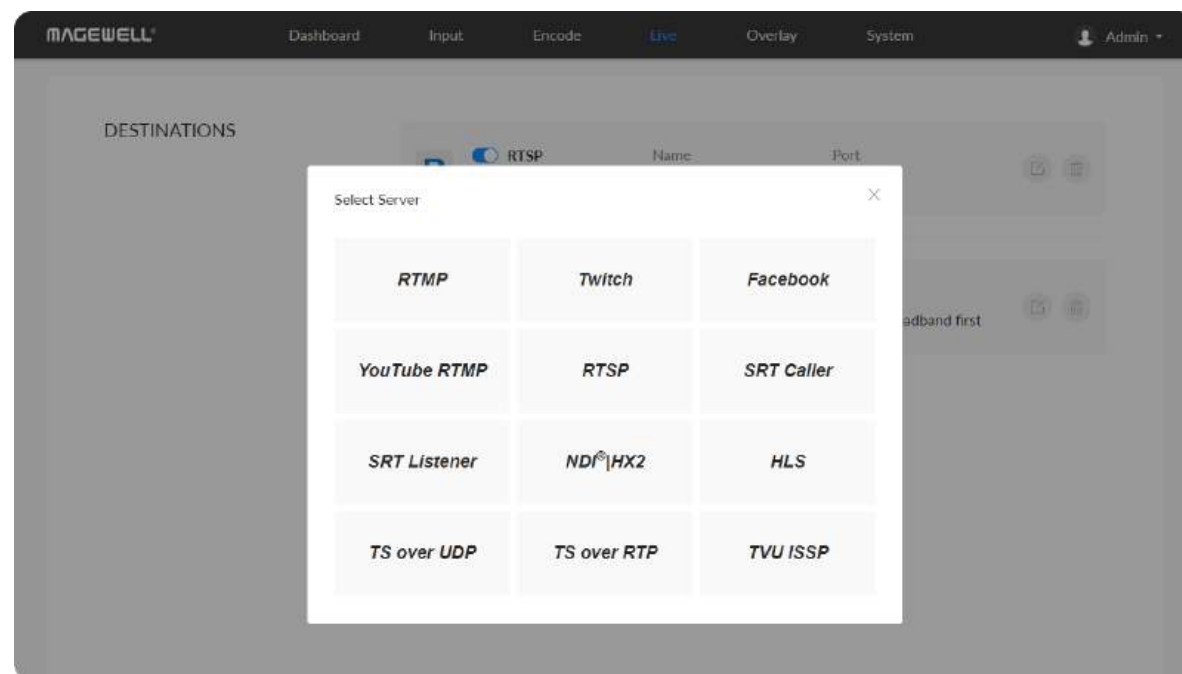 MAGEWELL® Dashboard Input Encode Live Overlay System Admin
DESTINATIONS
RTSP Name Port
Select Server
RTMP Twitch Facebook
adband first
YouTube RTMP RTSP SRT Caller
SRT Listener NDI®|HX2 HLS
TS over UDP TS over RTP TVU ISSP